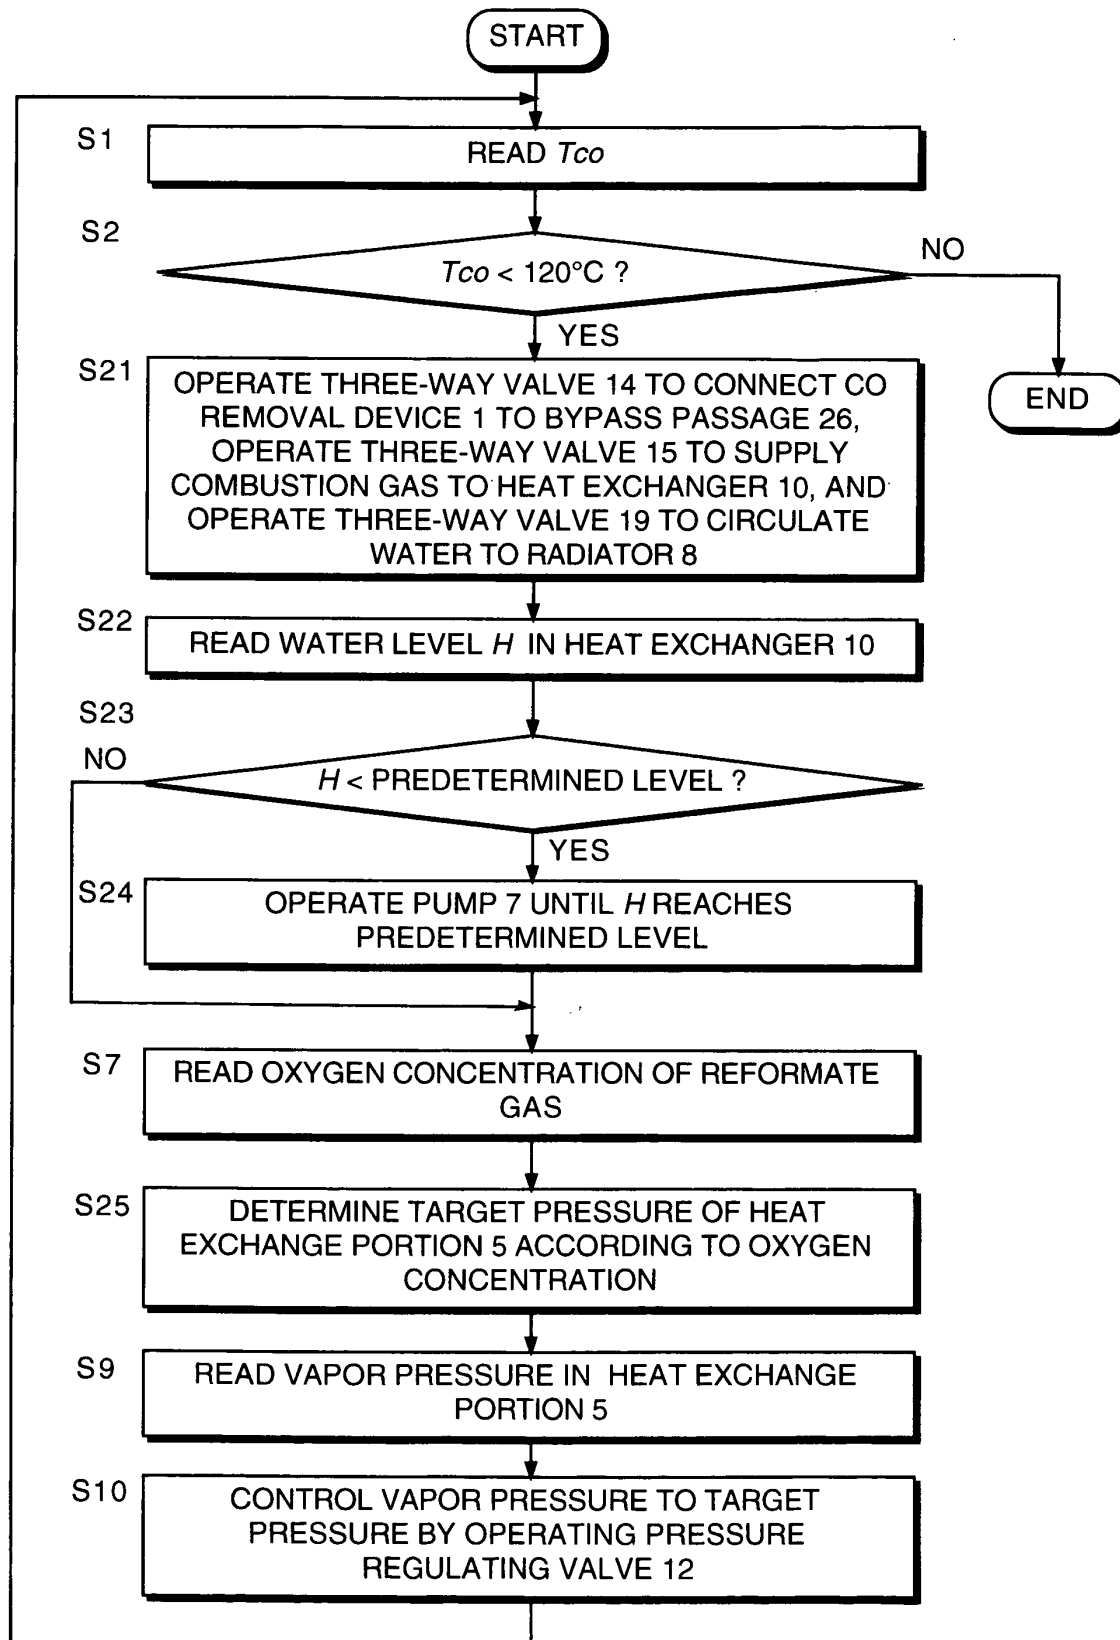 START
S1
READ Tco
S2
Tco < 120°C ?
NO
YES
END
S21
OPERATE THREE-WAY VALVE 14 TO CONNECT CO
REMOVAL DEVICE 1 TO BYPASS PASSAGE 26,
OPERATE THREE-WAY VALVE 15 TO SUPPLY
COMBUSTION GAS TO HEAT EXCHANGER 10, AND
OPERATE THREE-WAY VALVE 19 TO CIRCULATE
WATER TO RADIATOR 8
S22
READ WATER LEVEL H IN HEAT EXCHANGER 10
S23
NO
H < PREDETERMINED LEVEL ?
YES
S24
OPERATE PUMP 7 UNTIL H REACHES
PREDETERMINED LEVEL
S7
READ OXYGEN CONCENTRATION OF REFORMATE
GAS
S25
DETERMINE TARGET PRESSURE OF HEAT
EXCHANGE PORTION 5 ACCORDING TO OXYGEN
CONCENTRATION
S9
READ VAPOR PRESSURE IN HEAT EXCHANGE
PORTION 5
S10
CONTROL VAPOR PRESSURE TO TARGET
PRESSURE BY OPERATING PRESSURE
REGULATING VALVE 12